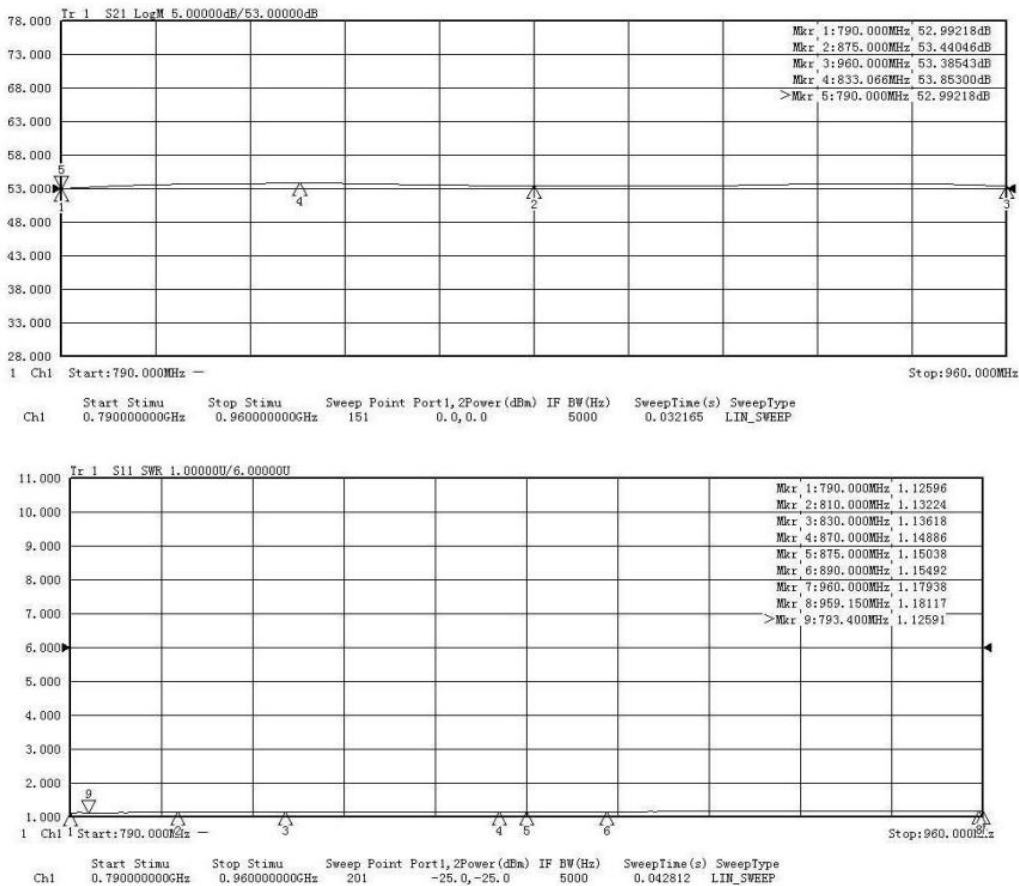 Tr 1 S21 LogM 5.00000dB/53.00000dB
78.000
73.000
68.000
63.000
58.000
53.000
48.000
43.000
38.000
33.000
28.000
Mkr 1:790.000MHz 52.99218dB
Mkr 2:875.000MHz 53.44046dB
Mkr 3:960.000MHz 53.38543dB
Mkr 4:833.066MHz 53.85300dB
>Mkr 5:790.000MHz 52.99218dB
5
1
4
2
3
1 Ch1 Start:790.000MHz — Stop:960.000MHz
Start Stimu Stop Stimu Sweep Point Port1,2Power(dBm) IF BW(Hz) SweepTime(s) SweepType
Ch1 0.790000000GHz 0.960000000GHz 151 0.0,0.0 5000 0.032165 LIN_SWEEP
Tr 1 S11 SWR 1.00000U/6.00000U
11.000
10.000
9.000
8.000
7.000
6.000
5.000
4.000
3.000
2.000
1.000
Mkr 1:790.000MHz 1.12596
Mkr 2:810.000MHz 1.13224
Mkr 3:830.000MHz 1.13618
Mkr 4:870.000MHz 1.14886
Mkr 5:875.000MHz 1.15038
Mkr 6:890.000MHz 1.15492
Mkr 7:960.000MHz 1.17938
Mkr 8:959.150MHz 1.18117
>Mkr 9:793.400MHz 1.12591
9
1
2
3
4
5
6
1 Ch1 Start:790.000MHz — Stop:960.000
Start Stimu Stop Stimu Sweep Point Port1,2Power(dBm) IF BW(Hz) SweepTime(s) SweepType
Ch1 0.790000000GHz 0.960000000GHz 201 -25.0,-25.0 5000 0.042812 LIN_SWEEP